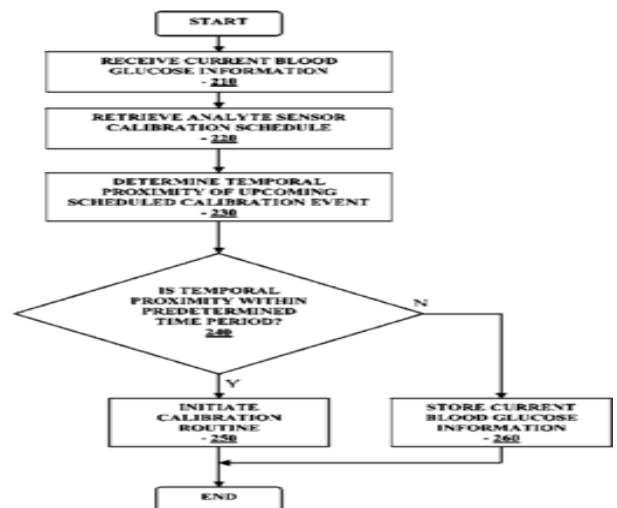 START
RECEIVE CURRENT BLOOD
GLUCOSE INFORMATION
- 210
RETRIEVE ANALYTE SENSOR
CALIBRATION SCHEDULE
- 220
DETERMINE TEMPORAL
PROXIMITY OF UPCOMING
SCHEDULED CALIBRATION EVENT
- 230
IS TEMPORAL
PROXIMITY WITHIN
PREDETERMINED
TIME PERIOD?
240
N
Y
INITIATE
CALIBRATION
ROUTINE
- 250
STORE CURRENT
BLOOD GLUCOSE
INFORMATION
- 260
END